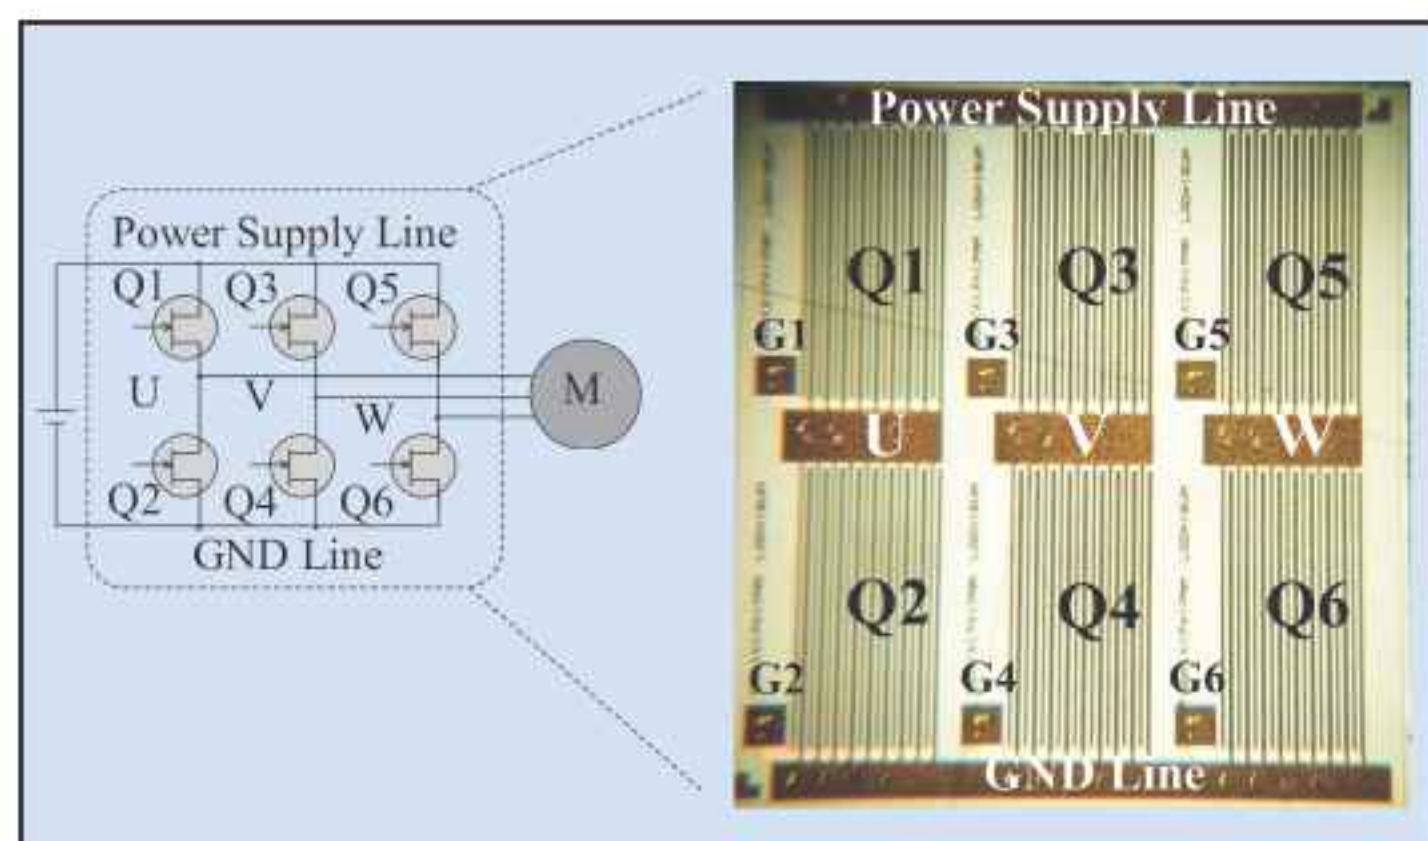 Power Supply Line
Q1 Q3 Q5
U V W
M
Q2 Q4 Q6
GND Line
Power Supply Line
Q1 Q3 Q5
G1 G3 G5
U V W
Q2 Q4 Q6
G2 G4 G6
GND Line